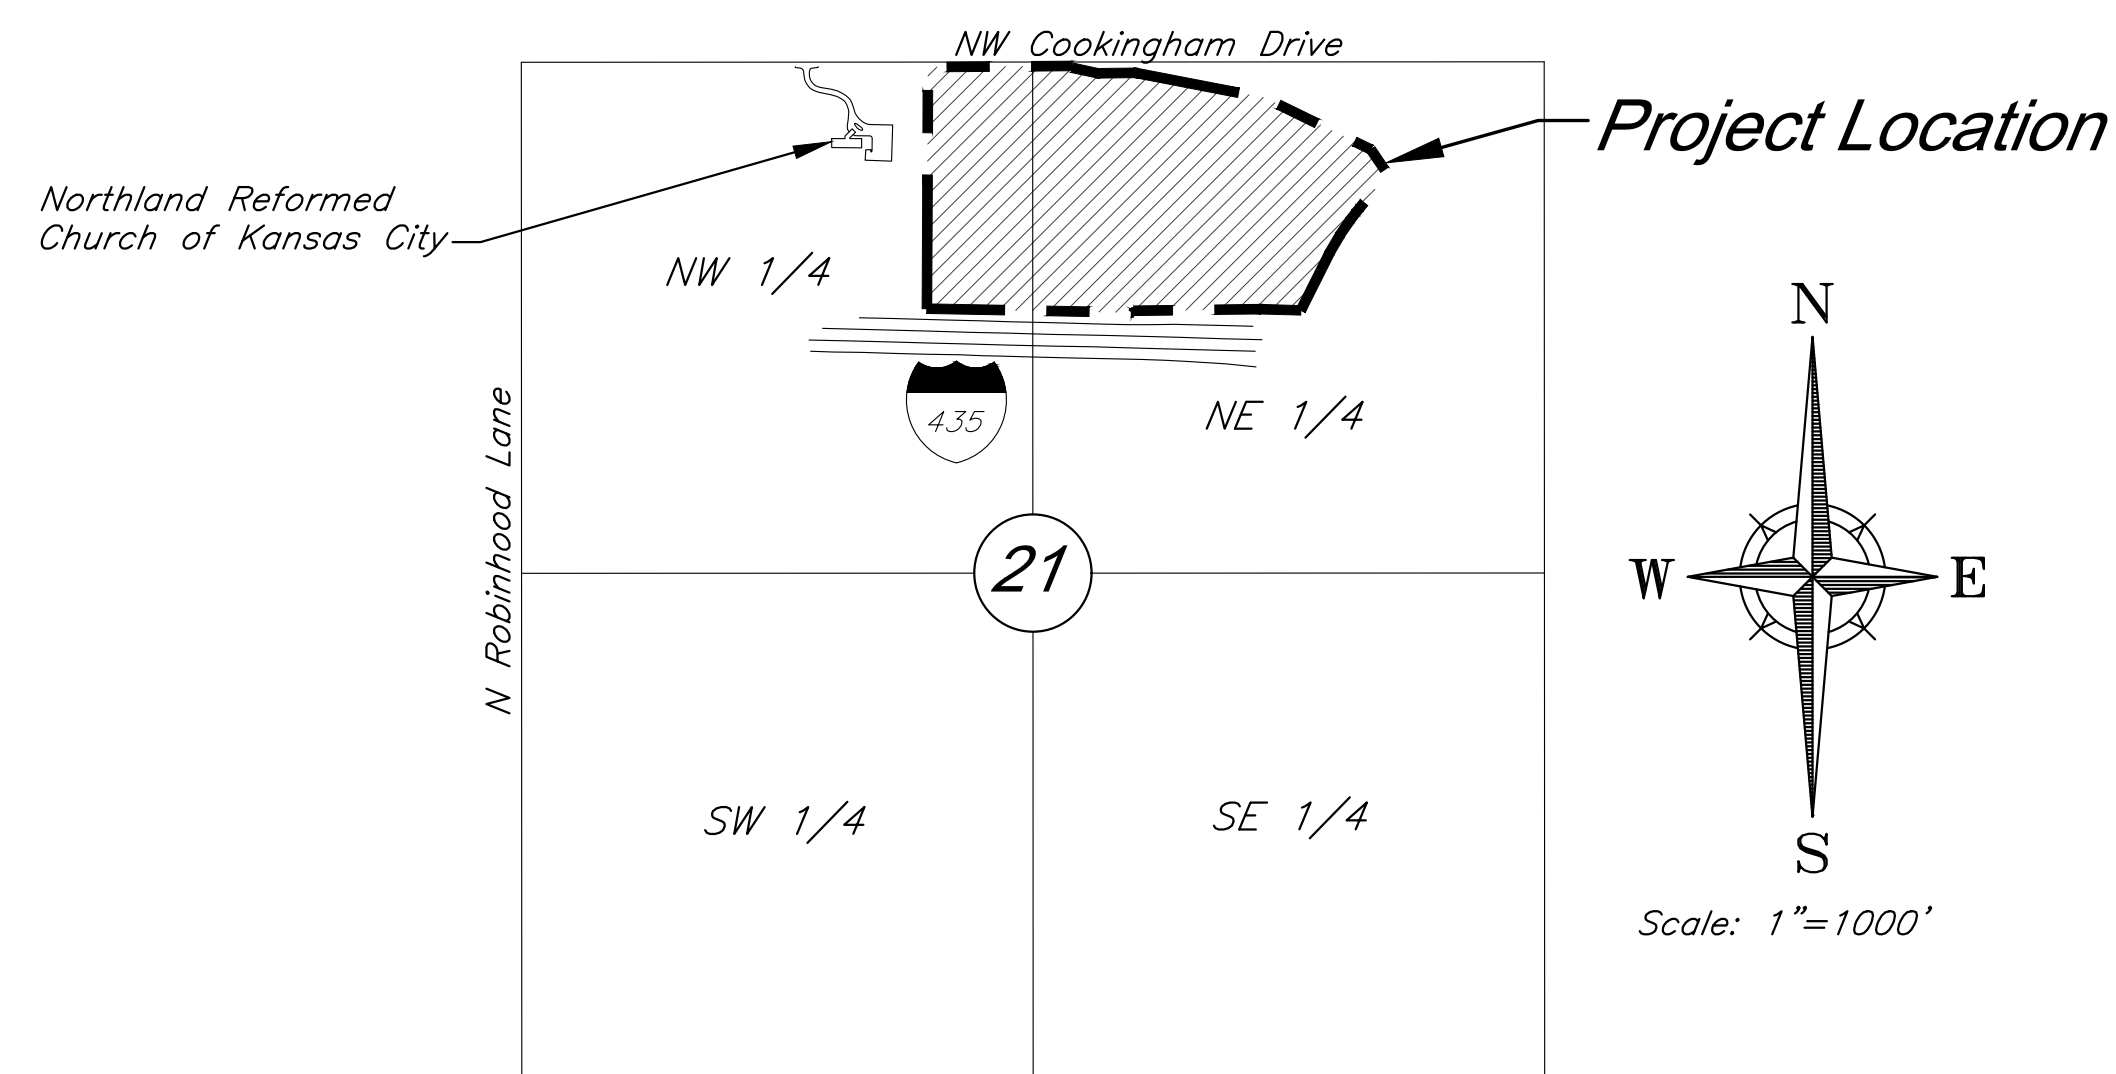 NW Cookingham Drive
Project Location
Northland Reformed
Church of Kansas City
NW 1/4
N
435
NE 1/4
N Robinhood Lane
21
W
E
SW 1/4
SE 1/4
S
Scale: 1"=1000'